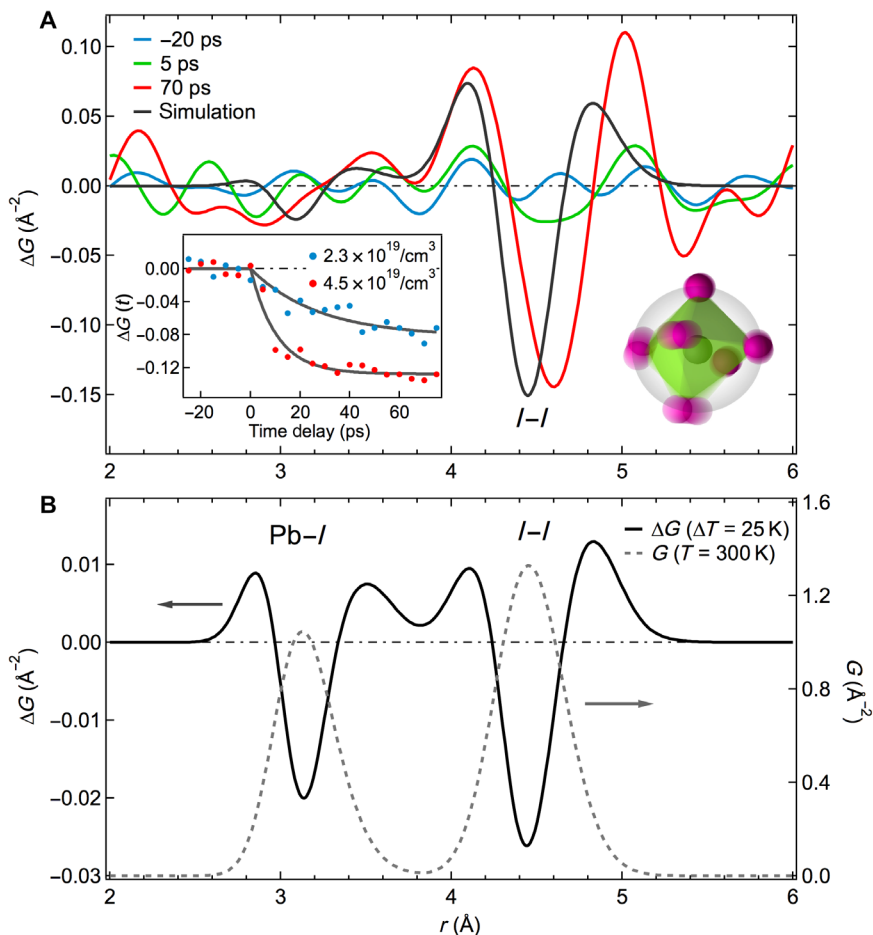 A
−20 ps
5 ps
70 ps
Simulation
ΔG (Å⁻²)
0.10
0.05
0.00
−0.05
−0.10
−0.15
ΔG (t)
0.00
−0.04
−0.08
−0.12
2.3 × 10¹⁹/cm³
4.5 × 10¹⁹/cm³
−20 0 20 40 60
Time delay (ps)
I–I
2 3 4 5 6
B
Pb–I
I–I
ΔG (ΔT = 25 K)
G (T = 300 K)
ΔG (Å⁻²)
0.01
0.00
−0.01
−0.02
−0.03
1.6
1.2
0.8
0.4
0.0
G (Å⁻²)
2 3 4 5 6
r (Å)